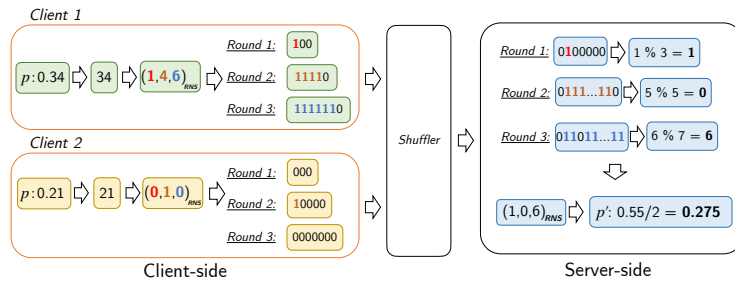 Client 1
p:0.34
34
(1,4,6)RNS
Round 1: 100
Round 2: 11110
Round 3: 1111110
Client 2
p:0.21
21
(0,1,0)RNS
Round 1: 000
Round 2: 10000
Round 3: 0000000
Client-side
Shuffler
Round 1: 0100000 1 % 3 = 1
Round 2: 0111...110 5 % 5 = 0
Round 3: 011011...11 6 % 7 = 6
(1,0,6)RNS p': 0.55/2 = 0.275
Server-side